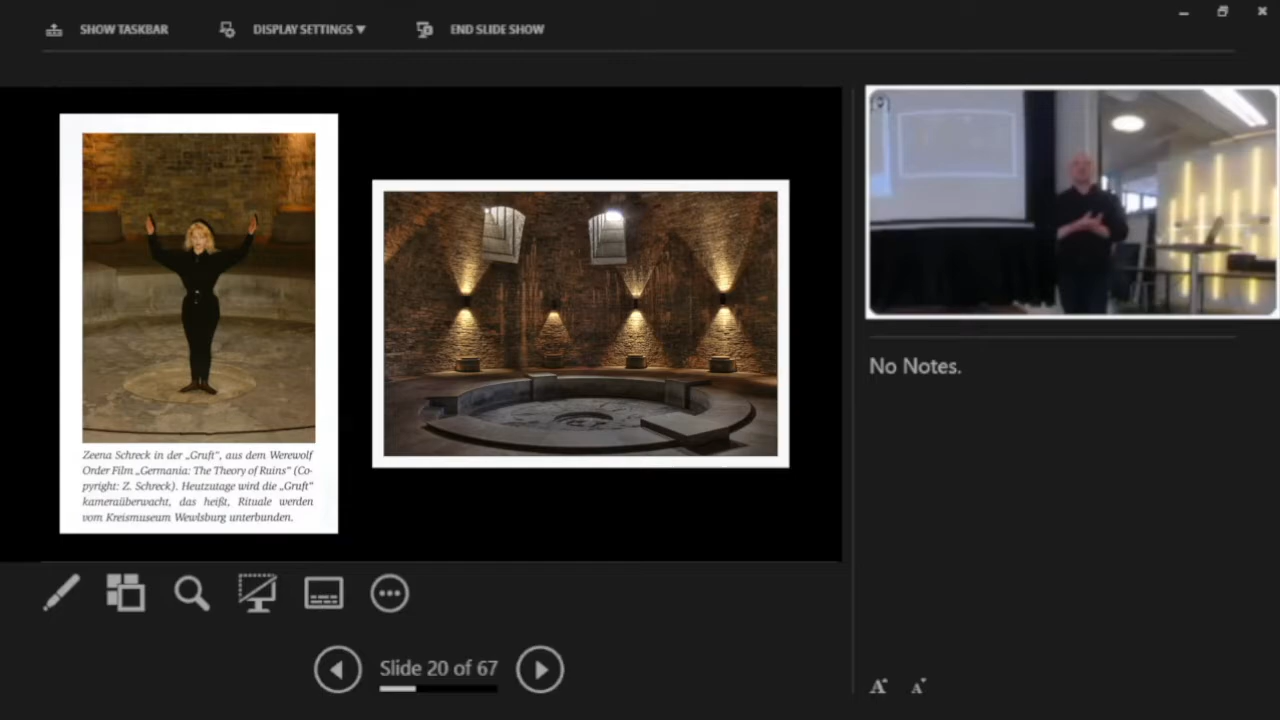 SHOW TASKBAR
DISPLAY SETTINGS ▼
END SLIDE SHOW
Zeena Schreck in der „Gruft“, aus dem Werewolf
Order Film „Germania: The Theory of Ruins“ (Co-
pyright: Z. Schreck). Heutzutage wird die „Gruft“
kameraüberwacht, das heißt, Rituale werden
vom Kreismuseum Wewlsburg unterbunden.
No Notes.
Slide 20 of 67
A A